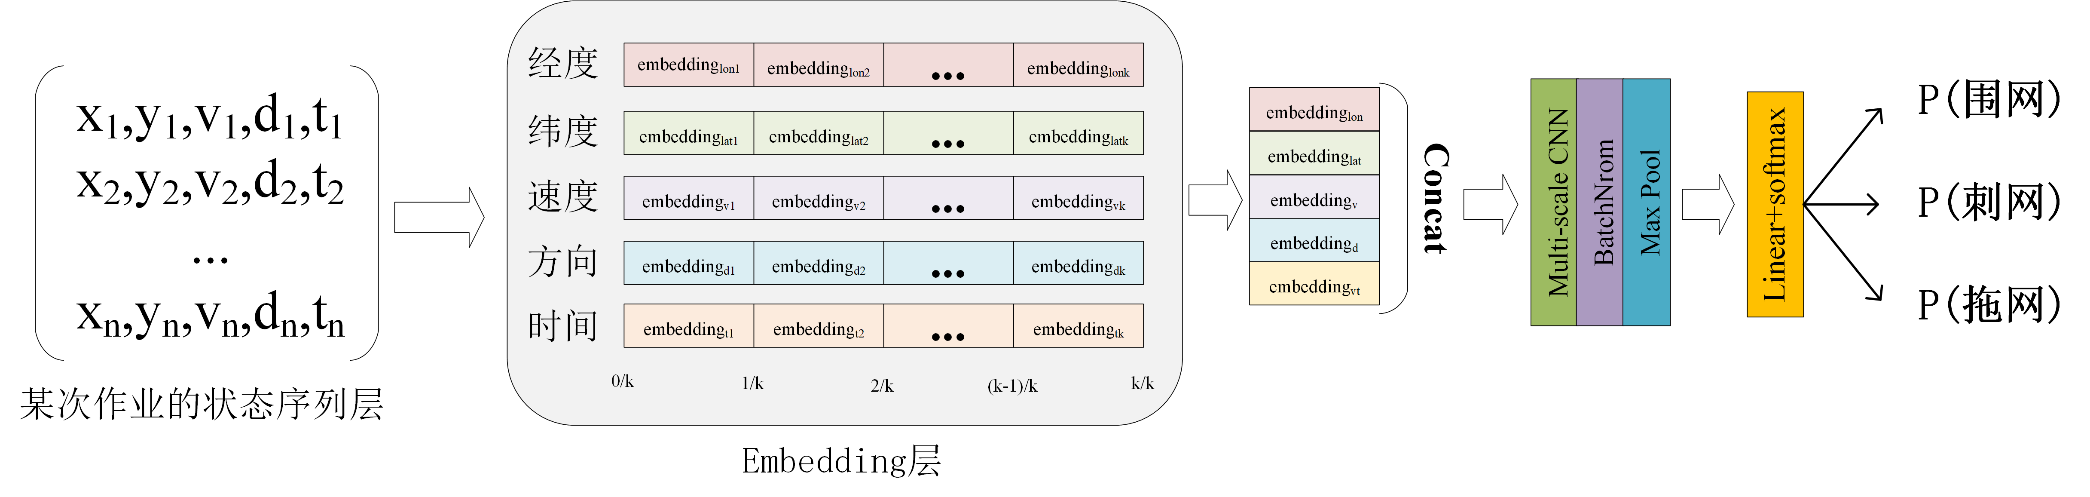 x1,y1,v1,d1,t1
x2,y2,v2,d2,t2
...
xn,yn,vn,dn,tn
某次作业的状态序列层
经度 embeddinglon1 embeddinglon2 ... embeddinglonk
纬度 embeddinglat1 embeddinglat2 ... embeddinglatk
速度 embeddingv1 embeddingv2 ... embeddingvk
方向 embeddingd1 embeddingd2 ... embeddingdk
时间 embeddingt1 embeddingt2 ... embeddingtk
0/k 1/k 2/k (k-1)/k k/k
Embedding层
embeddinglon
embeddinglat
embeddingv
embeddingd
embeddingvt
Concat
Multi-scale CNN
BatchNrom
Max Pool
Linear+softmax
P(围网)
P(刺网)
P(拖网)